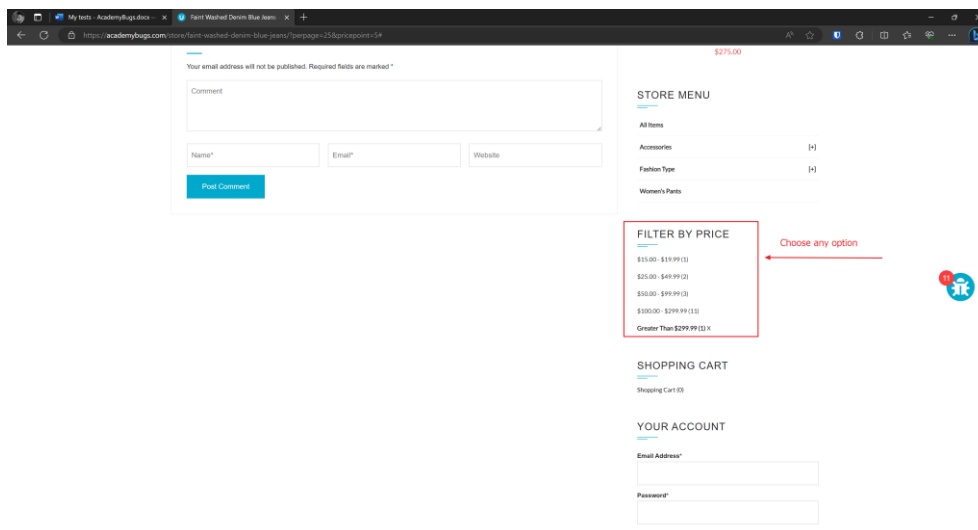 My tests - AcademyBugs.docx -
Faint Washed Denim Blue Jeans
https://academybugs.com/store/faint-washed-denim-blue-jeans/?perpage=25&pricepoint=5#
$275.00
Your email address will not be published. Required fields are marked *
Comment
Name*
Email*
Website
Post Comment
STORE MENU
All Items
Accessories [+]
Fashion Type [+]
Women's Pants
FILTER BY PRICE
$15.00 - $19.99 (1)
$25.00 - $49.99 (2)
$50.00 - $99.99 (3)
$100.00 - $299.99 (11)
Greater Than $299.99 (1) X
Choose any option
11
SHOPPING CART
Shopping Cart (0)
YOUR ACCOUNT
Email Address*
Password*